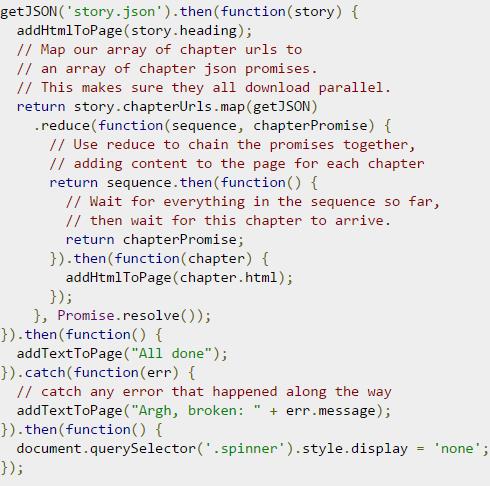 getJSON('story.json').then(function(story) {
  addHtmlToPage(story.heading);
  // Map our array of chapter urls to
  // an array of chapter json promises.
  // This makes sure they all download parallel.
  return story.chapterUrls.map(getJSON)
    .reduce(function(sequence, chapterPromise) {
      // Use reduce to chain the promises together,
      // adding content to the page for each chapter
      return sequence.then(function() {
        // Wait for everything in the sequence so far,
        // then wait for this chapter to arrive.
        return chapterPromise;
      }).then(function(chapter) {
        addHtmlToPage(chapter.html);
      });
    }, Promise.resolve());
}).then(function() {
  addTextToPage("All done");
}).catch(function(err) {
  // catch any error that happened along the way
  addTextToPage("Argh, broken: " + err.message);
}).then(function() {
  document.querySelector('.spinner').style.display = 'none';
});